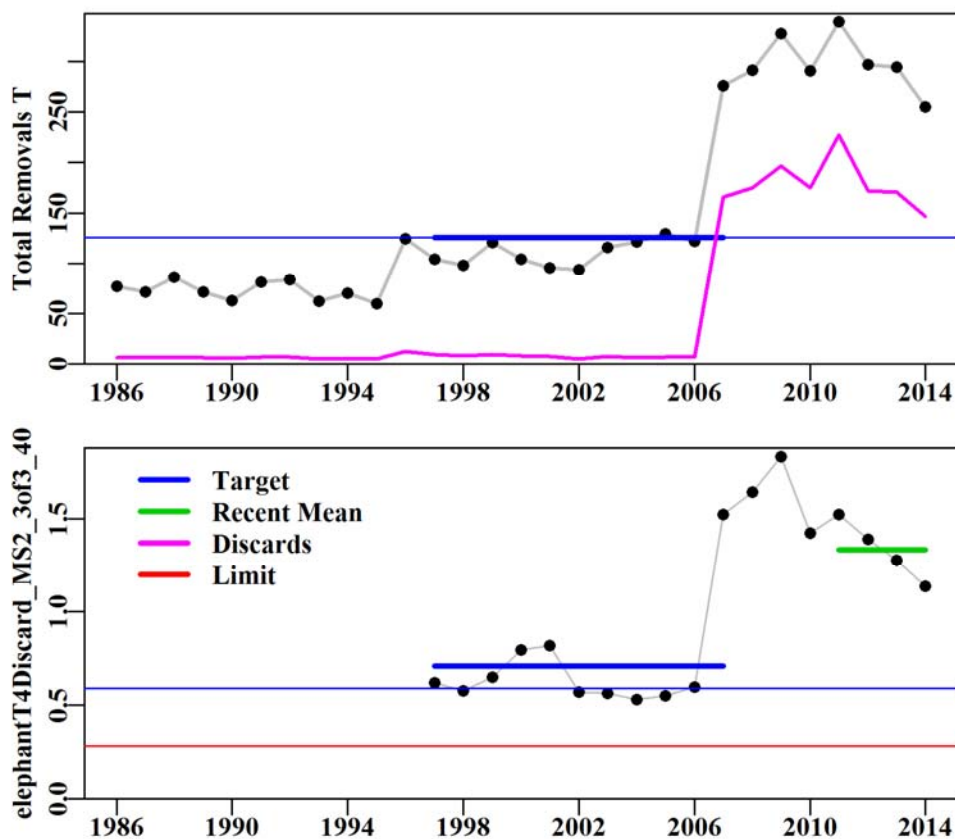 Total Removals T
250
150
50
0
1986 1990 1994 1998 2002 2006 2010 2014
elephantT4Discard_MS2_3of3_40
1.5
1.0
0.5
0.0
Target
Recent Mean
Discards
Limit
1986 1990 1994 1998 2002 2006 2010 2014